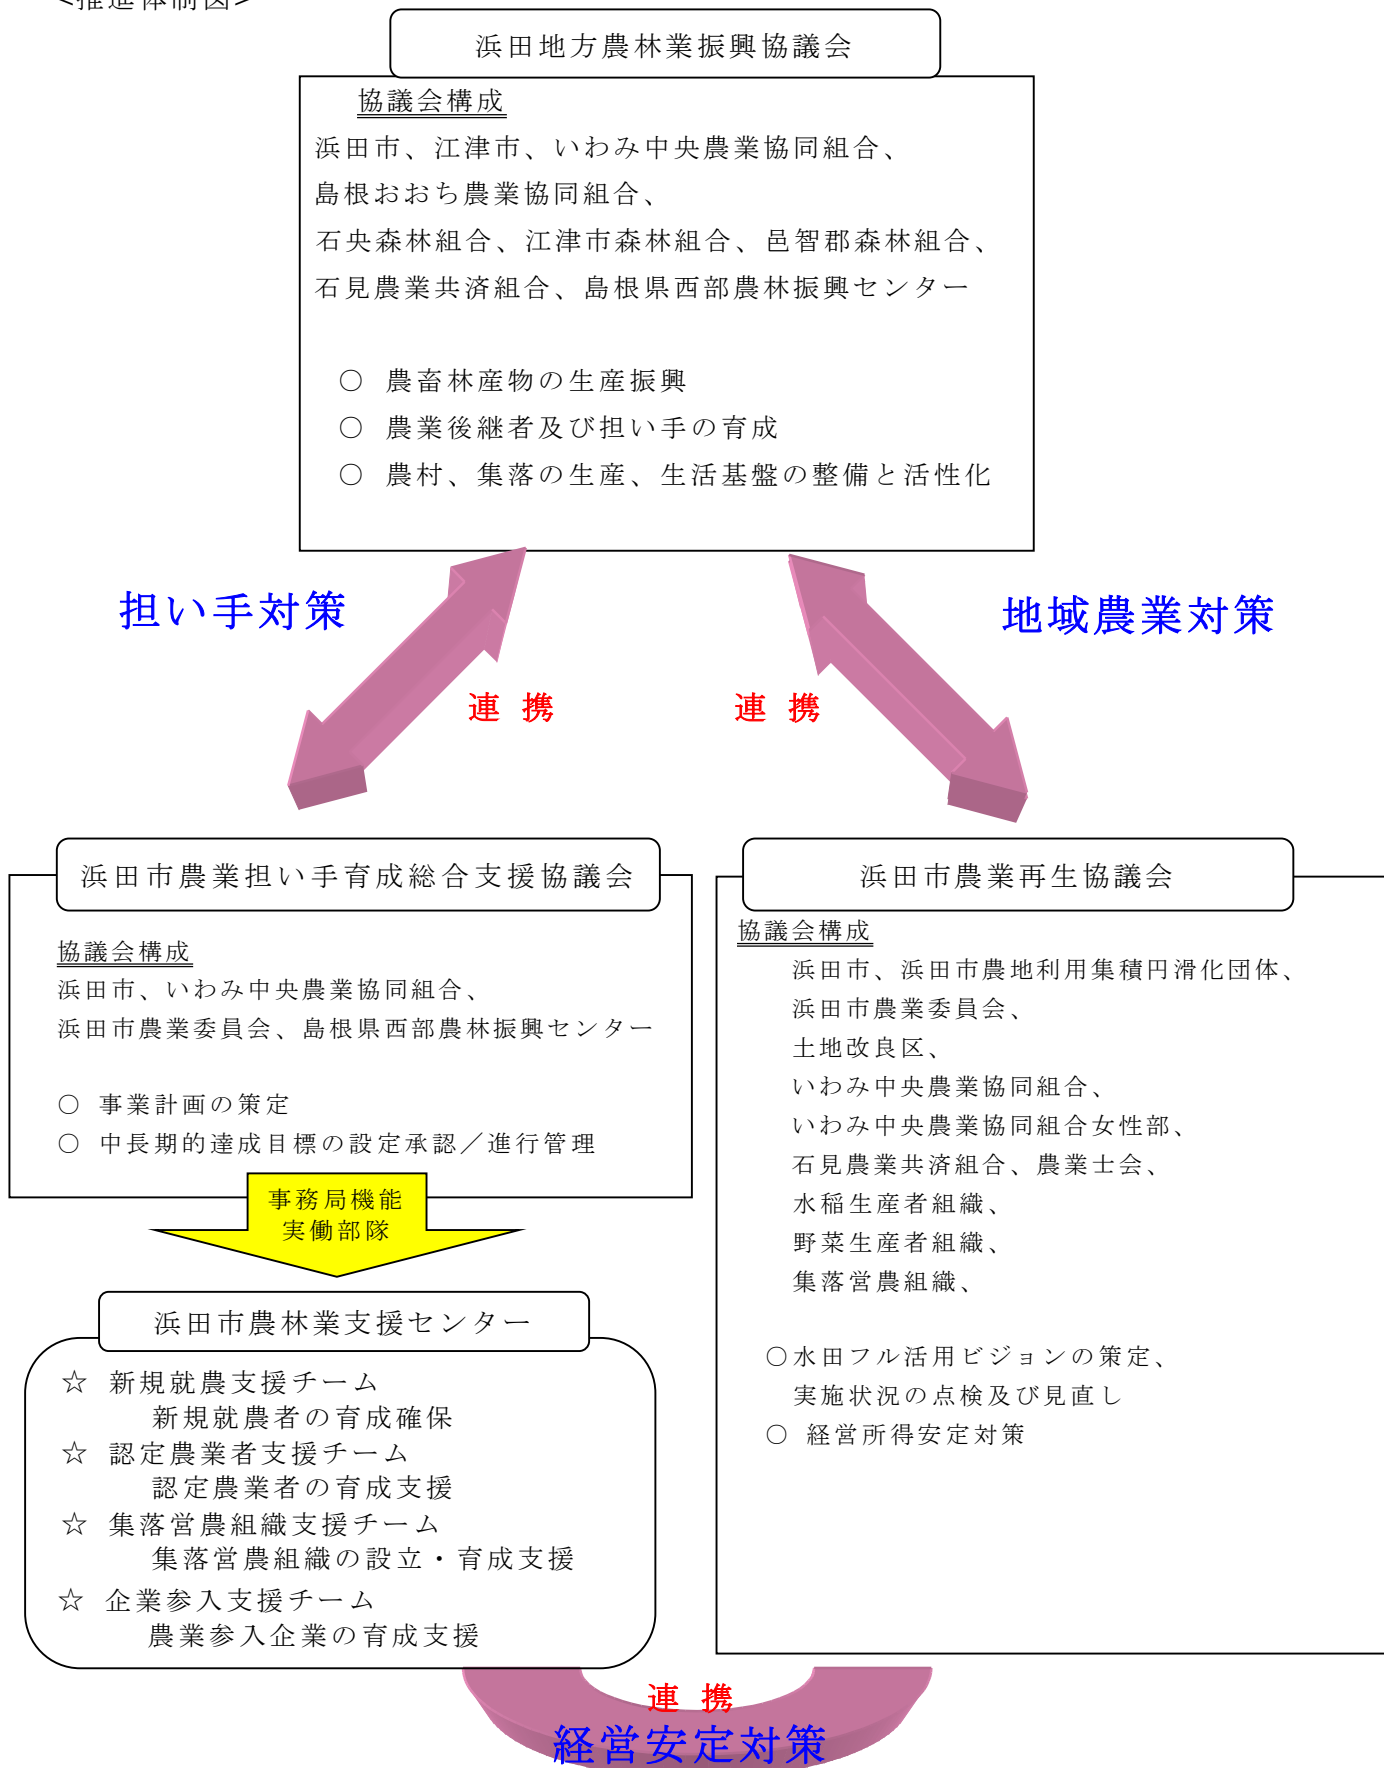 <推進体制図>
浜田地方農林業振興協議会
協議会構成
浜田市、江津市、いわみ中央農業協同組合、
島根おおち農業協同組合、
石央森林組合、江津市森林組合、邑智郡森林組合、
石見農業共済組合、島根県西部農林振興センター
○ 農畜林産物の生産振興
○ 農業後継者及び担い手の育成
○ 農村、集落の生産、生活基盤の整備と活性化
担い手対策
地域農業対策
連 携
連 携
浜田市農業担い手育成総合支援協議会
協議会構成
浜田市、いわみ中央農業協同組合、
浜田市農業委員会、島根県西部農林振興センター
○ 事業計画の策定
○ 中長期的達成目標の設定承認／進行管理
事務局機能
実働部隊
浜田市農林業支援センター
☆ 新規就農支援チーム
新規就農者の育成確保
☆ 認定農業者支援チーム
認定農業者の育成支援
☆ 集落営農組織支援チーム
集落営農組織の設立・育成支援
☆ 企業参入支援チーム
農業参入企業の育成支援
浜田市農業再生協議会
協議会構成
浜田市、浜田市農地利用集積円滑化団体、
浜田市農業委員会、
土地改良区、
いわみ中央農業協同組合、
いわみ中央農業協同組合女性部、
石見農業共済組合、農業士会、
水稲生産者組織、
野菜生産者組織、
集落営農組織、
○水田フル活用ビジョンの策定、
実施状況の点検及び見直し
○ 経営所得安定対策
連 携
経営安定対策